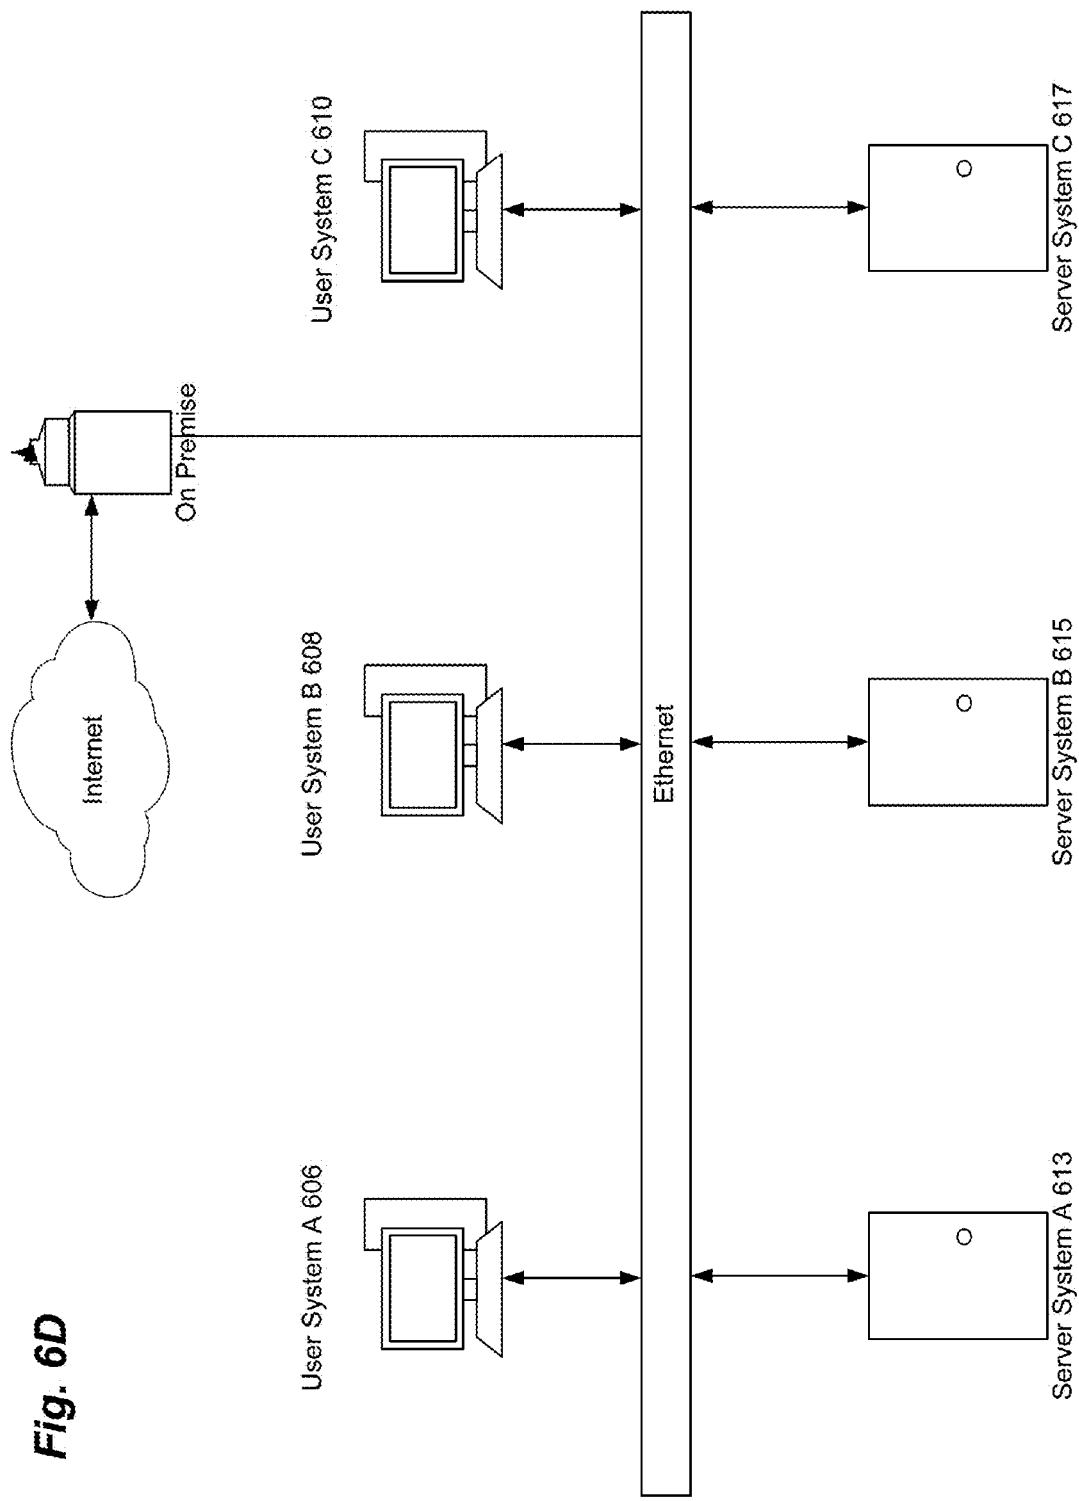 Fig. 6D
Internet
On Premise
User System A 606
User System B 608
User System C 610
Ethernet
Server System A 613
Server System B 615
Server System C 617